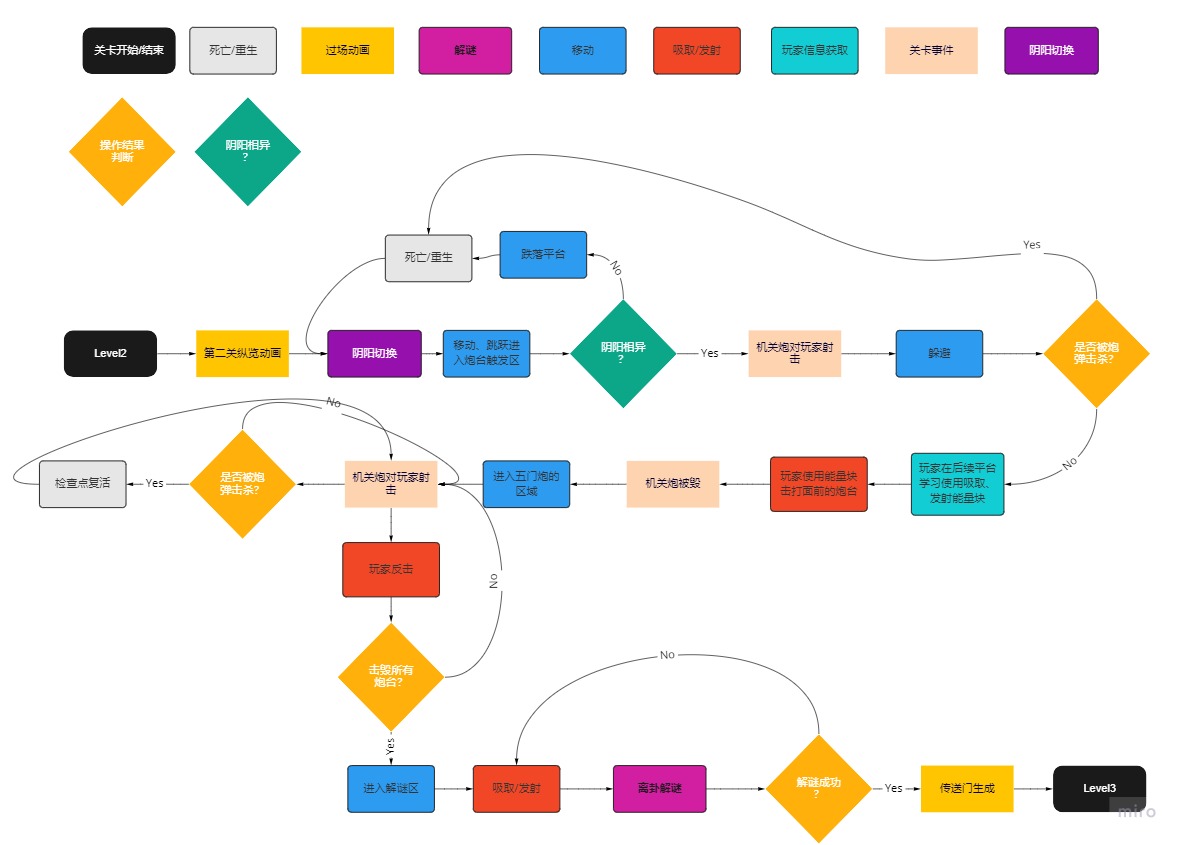 关卡开始/结束
死亡/重生
过场动画
解谜
移动
吸取/发射
玩家信息获取
关卡事件
阴阳切换
操作结果
判断
阴阳相异
?
死亡/重生
跌落平台
No
Yes
Level2
第二关纵览动画
阴阳切换
移动、跳跃进
入炮台触发区
阴阳相异
?
Yes
机关炮对玩家射
击
躲避
是否被炮
弹击杀?
No
检查点复活
Yes
是否被炮
弹击杀?
No
机关炮对玩家射
击
进入五门炮的
区域
机关炮被毁
玩家使用能量块
击打面前的炮台
玩家在后续平台
学习使用吸取、
发射能量块
玩家反击
No
击毁所有
炮台?
Yes
No
进入解谜区
吸取/发射
离卦解谜
解谜成功
?
Yes
传送门生成
Level3
miro